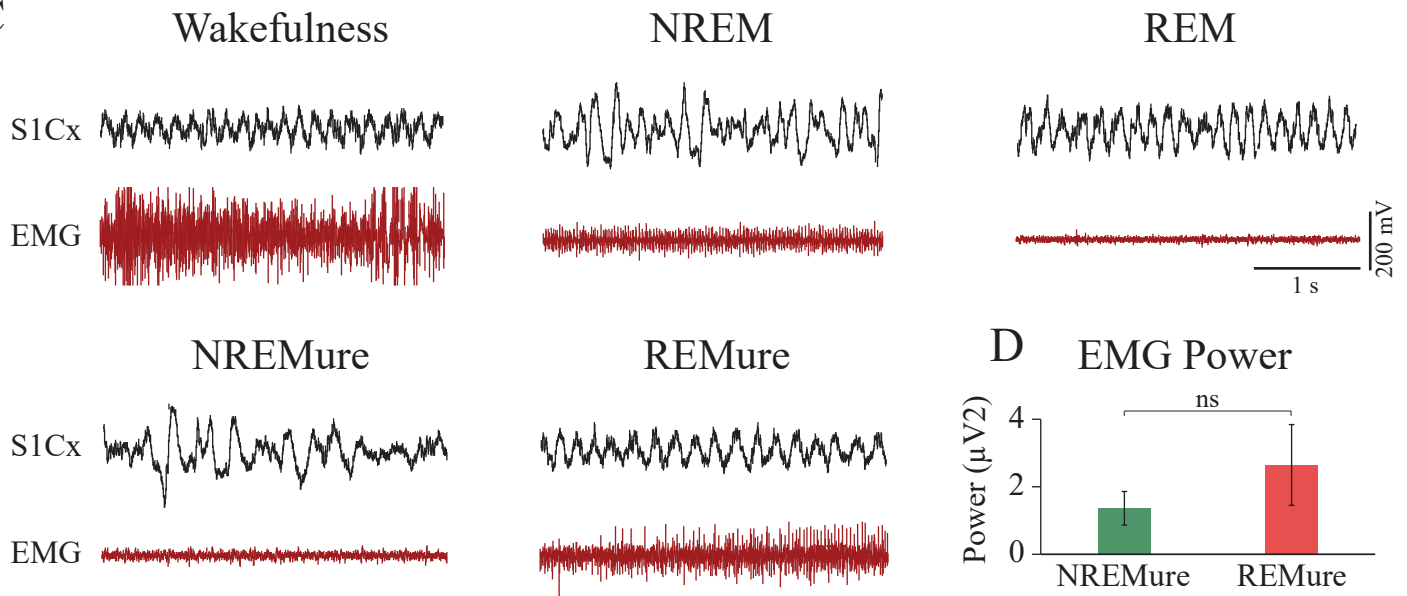 Wakefulness
NREM
REM
S1Cx
EMG
200 mV
1 s
NREMure
REMure
S1Cx
EMG
D
EMG Power
Power (µ V2)
ns
4
2
0
NREMure
REMure